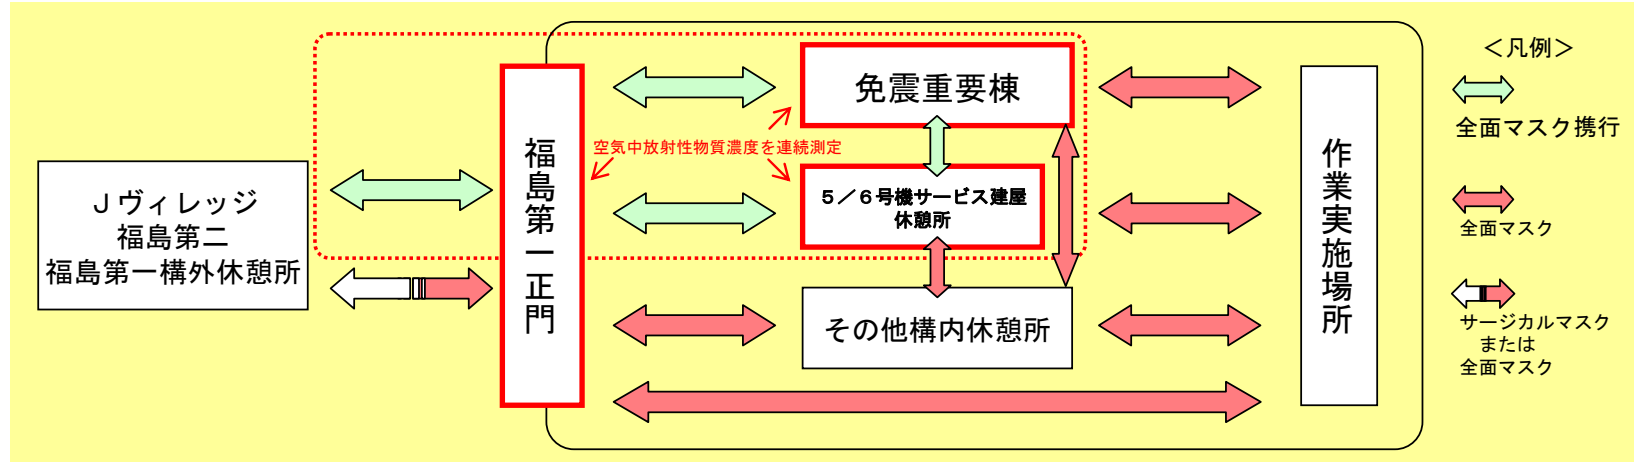 Ｊヴィレッジ
福島第二
福島第一構外休憩所
福島第一正門
空気中放射性物質濃度を連続測定
免震重要棟
５／６号機サービス建屋
休憩所
その他構内休憩所
作業実施場所
＜凡例＞
全面マスク携行
全面マスク
サージカルマスク
または
全面マスク